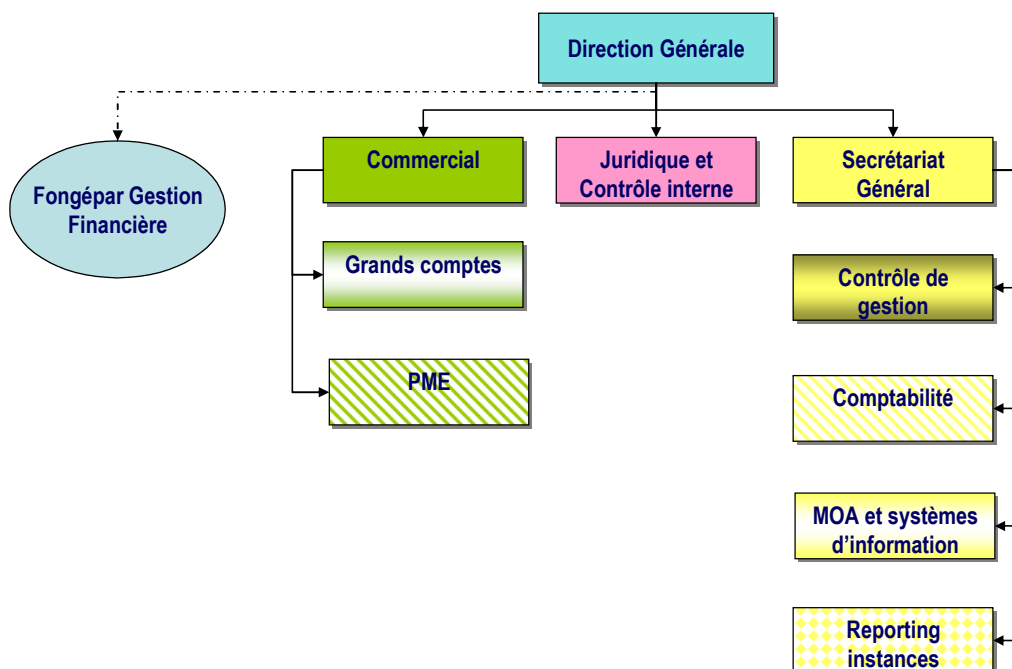 Direction Générale
Commercial
Juridique et
Contrôle interne
Secrétariat
Général
Fongépar Gestion
Financière
Grands comptes
Contrôle de
gestion
PME
Comptabilité
MOA et systèmes
d’information
Reporting
instances